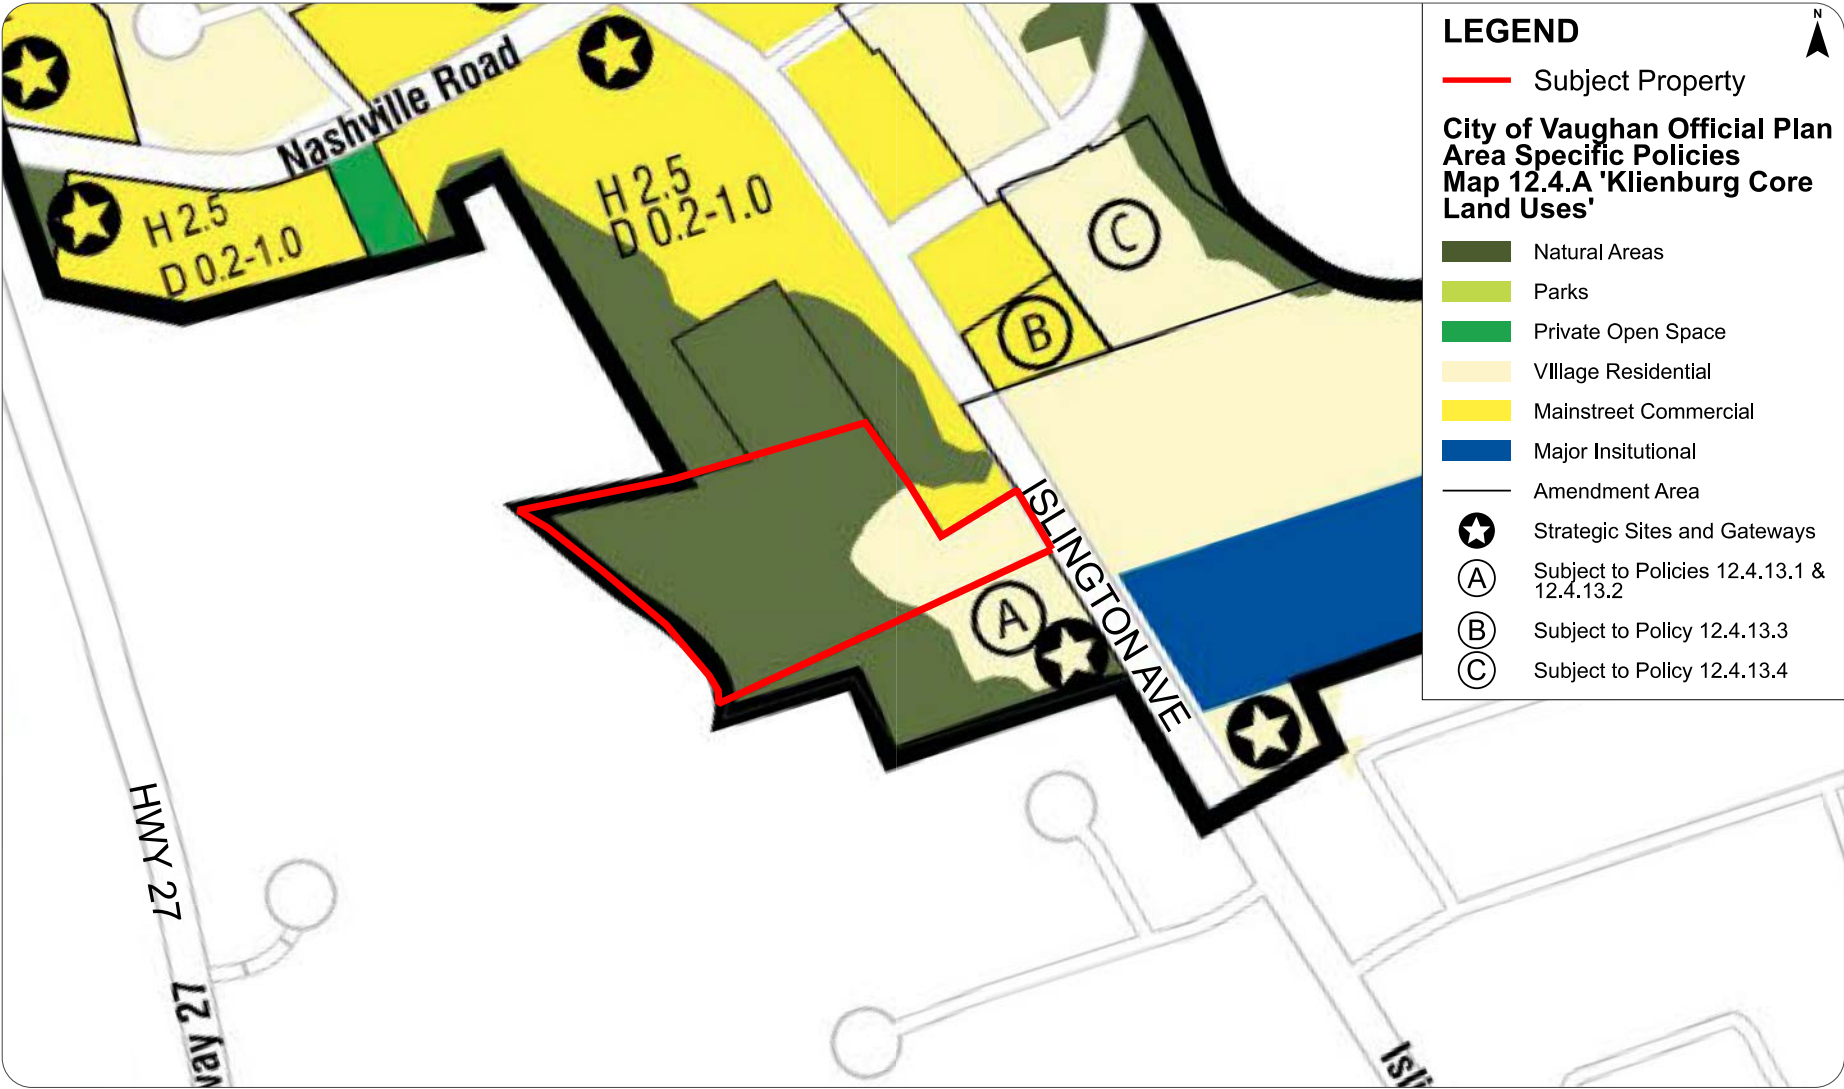 LEGEND
N
Subject Property
City of Vaughan Official Plan
Area Specific Policies
Map 12.4.A 'Klienburg Core
Land Uses'
Natural Areas
Parks
Private Open Space
VIllage Residential
Mainstreet Commercial
Major Insitutional
Amendment Area
Strategic Sites and Gateways
A
Subject to Policies 12.4.13.1 &
12.4.13.2
B
Subject to Policy 12.4.13.3
C
Subject to Policy 12.4.13.4
Nashville Road
H 2.5
D 0.2-1.0
H 2.5
D 0.2-1.0
C
B
A
ISLINGTON AVE
HWY 27
way 27
Isli